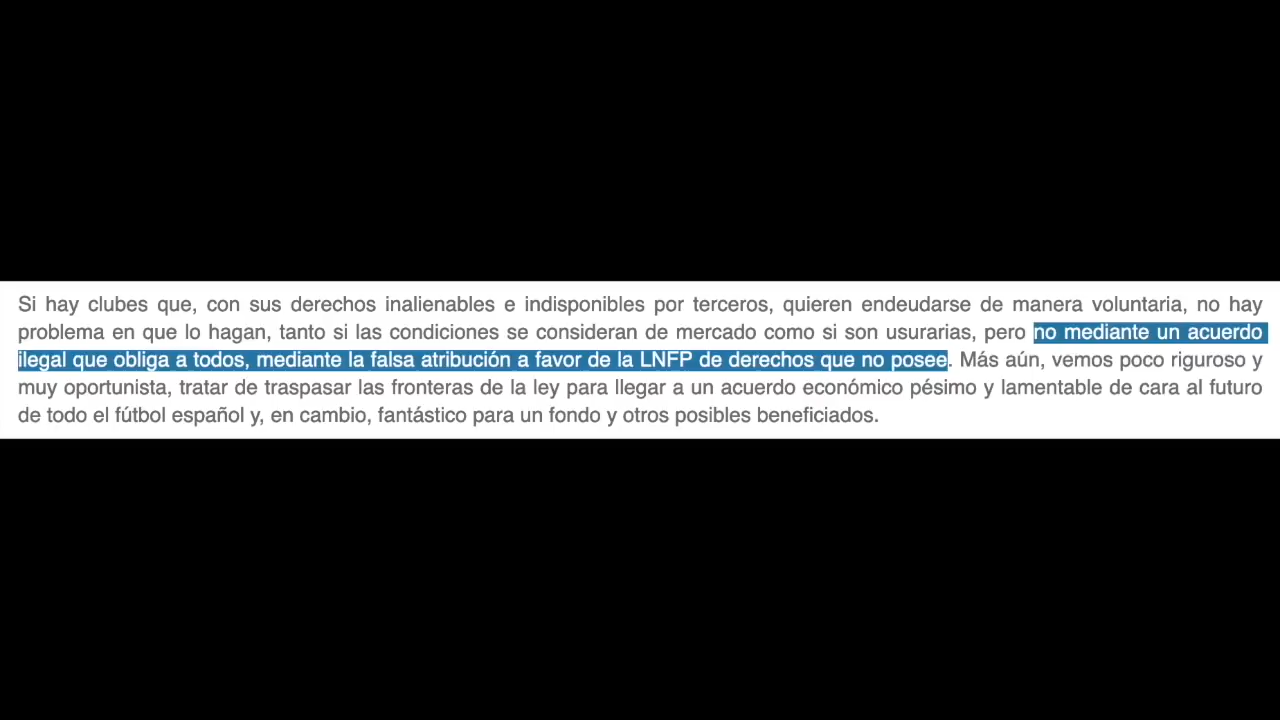 Si hay clubes que, con sus derechos inalienables e indisponibles por terceros, quieren endeudarse de manera voluntaria, no hay
problema en que lo hagan, tanto si las condiciones se consideran de mercado como si son usurarias, pero no mediante un acuerdo
ilegal que obliga a todos, mediante la falsa atribución a favor de la LNFP de derechos que no posee. Más aún, vemos poco riguroso y
muy oportunista, tratar de traspasar las fronteras de la ley para llegar a un acuerdo económico pésimo y lamentable de cara al futuro
de todo el fútbol español y, en cambio, fantástico para un fondo y otros posibles beneficiados.